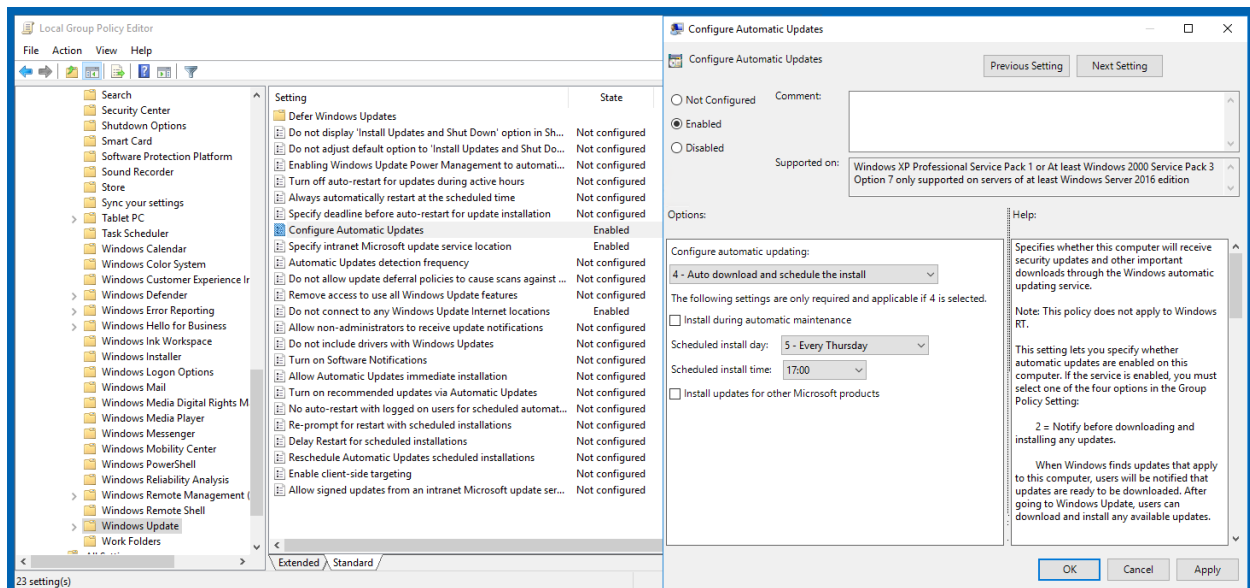 Local Group Policy Editor
File Action View Help
Search
Security Center
Shutdown Options
Smart Card
Software Protection Platform
Sound Recorder
Store
Sync your settings
Tablet PC
Task Scheduler
Windows Calendar
Windows Color System
Windows Customer Experience Ir
Windows Defender
Windows Error Reporting
Windows Hello for Business
Windows Ink Workspace
Windows Installer
Windows Logon Options
Windows Mail
Windows Media Digital Rights M
Windows Media Player
Windows Messenger
Windows Mobility Center
Windows PowerShell
Windows Reliability Analysis
Windows Remote Management (
Windows Remote Shell
Windows Update
Work Folders
Setting State
Defer Windows Updates
Do not display 'Install Updates and Shut Down' option in Sh... Not configured
Do not adjust default option to 'Install Updates and Shut Do... Not configured
Enabling Windows Update Power Management to automati... Not configured
Turn off auto-restart for updates during active hours Not configured
Always automatically restart at the scheduled time Not configured
Specify deadline before auto-restart for update installation Not configured
Configure Automatic Updates Enabled
Specify intranet Microsoft update service location Enabled
Automatic Updates detection frequency Not configured
Do not allow update deferral policies to cause scans against ... Not configured
Remove access to use all Windows Update features Not configured
Do not connect to any Windows Update Internet locations Enabled
Allow non-administrators to receive update notifications Not configured
Do not include drivers with Windows Updates Not configured
Turn on Software Notifications Not configured
Allow Automatic Updates immediate installation Not configured
Turn on recommended updates via Automatic Updates Not configured
No auto-restart with logged on users for scheduled automat... Not configured
Re-prompt for restart with scheduled installations Not configured
Delay Restart for scheduled installations Not configured
Reschedule Automatic Updates scheduled installations Not configured
Enable client-side targeting Not configured
Allow signed updates from an intranet Microsoft update ser... Not configured
Extended Standard
23 setting(s)
Configure Automatic Updates
Configure Automatic Updates
Previous Setting Next Setting
Not Configured
Enabled
Disabled
Comment:
Supported on:
Windows XP Professional Service Pack 1 or At least Windows 2000 Service Pack 3
Option 7 only supported on servers of at least Windows Server 2016 edition
Options:
Configure automatic updating:
4 - Auto download and schedule the install
The following settings are only required and applicable if 4 is selected.
Install during automatic maintenance
Scheduled install day: 5 - Every Thursday
Scheduled install time: 17:00
Install updates for other Microsoft products
Help:
Specifies whether this computer will receive
security updates and other important
downloads through the Windows automatic
updating service.
Note: This policy does not apply to Windows
RT.
This setting lets you specify whether
automatic updates are enabled on this
computer. If the service is enabled, you must
select one of the four options in the Group
Policy Setting:
2 = Notify before downloading and
installing any updates.
When Windows finds updates that apply
to this computer, users will be notified that
updates are ready to be downloaded. After
going to Windows Update, users can
download and install any available updates.
OK Cancel Apply